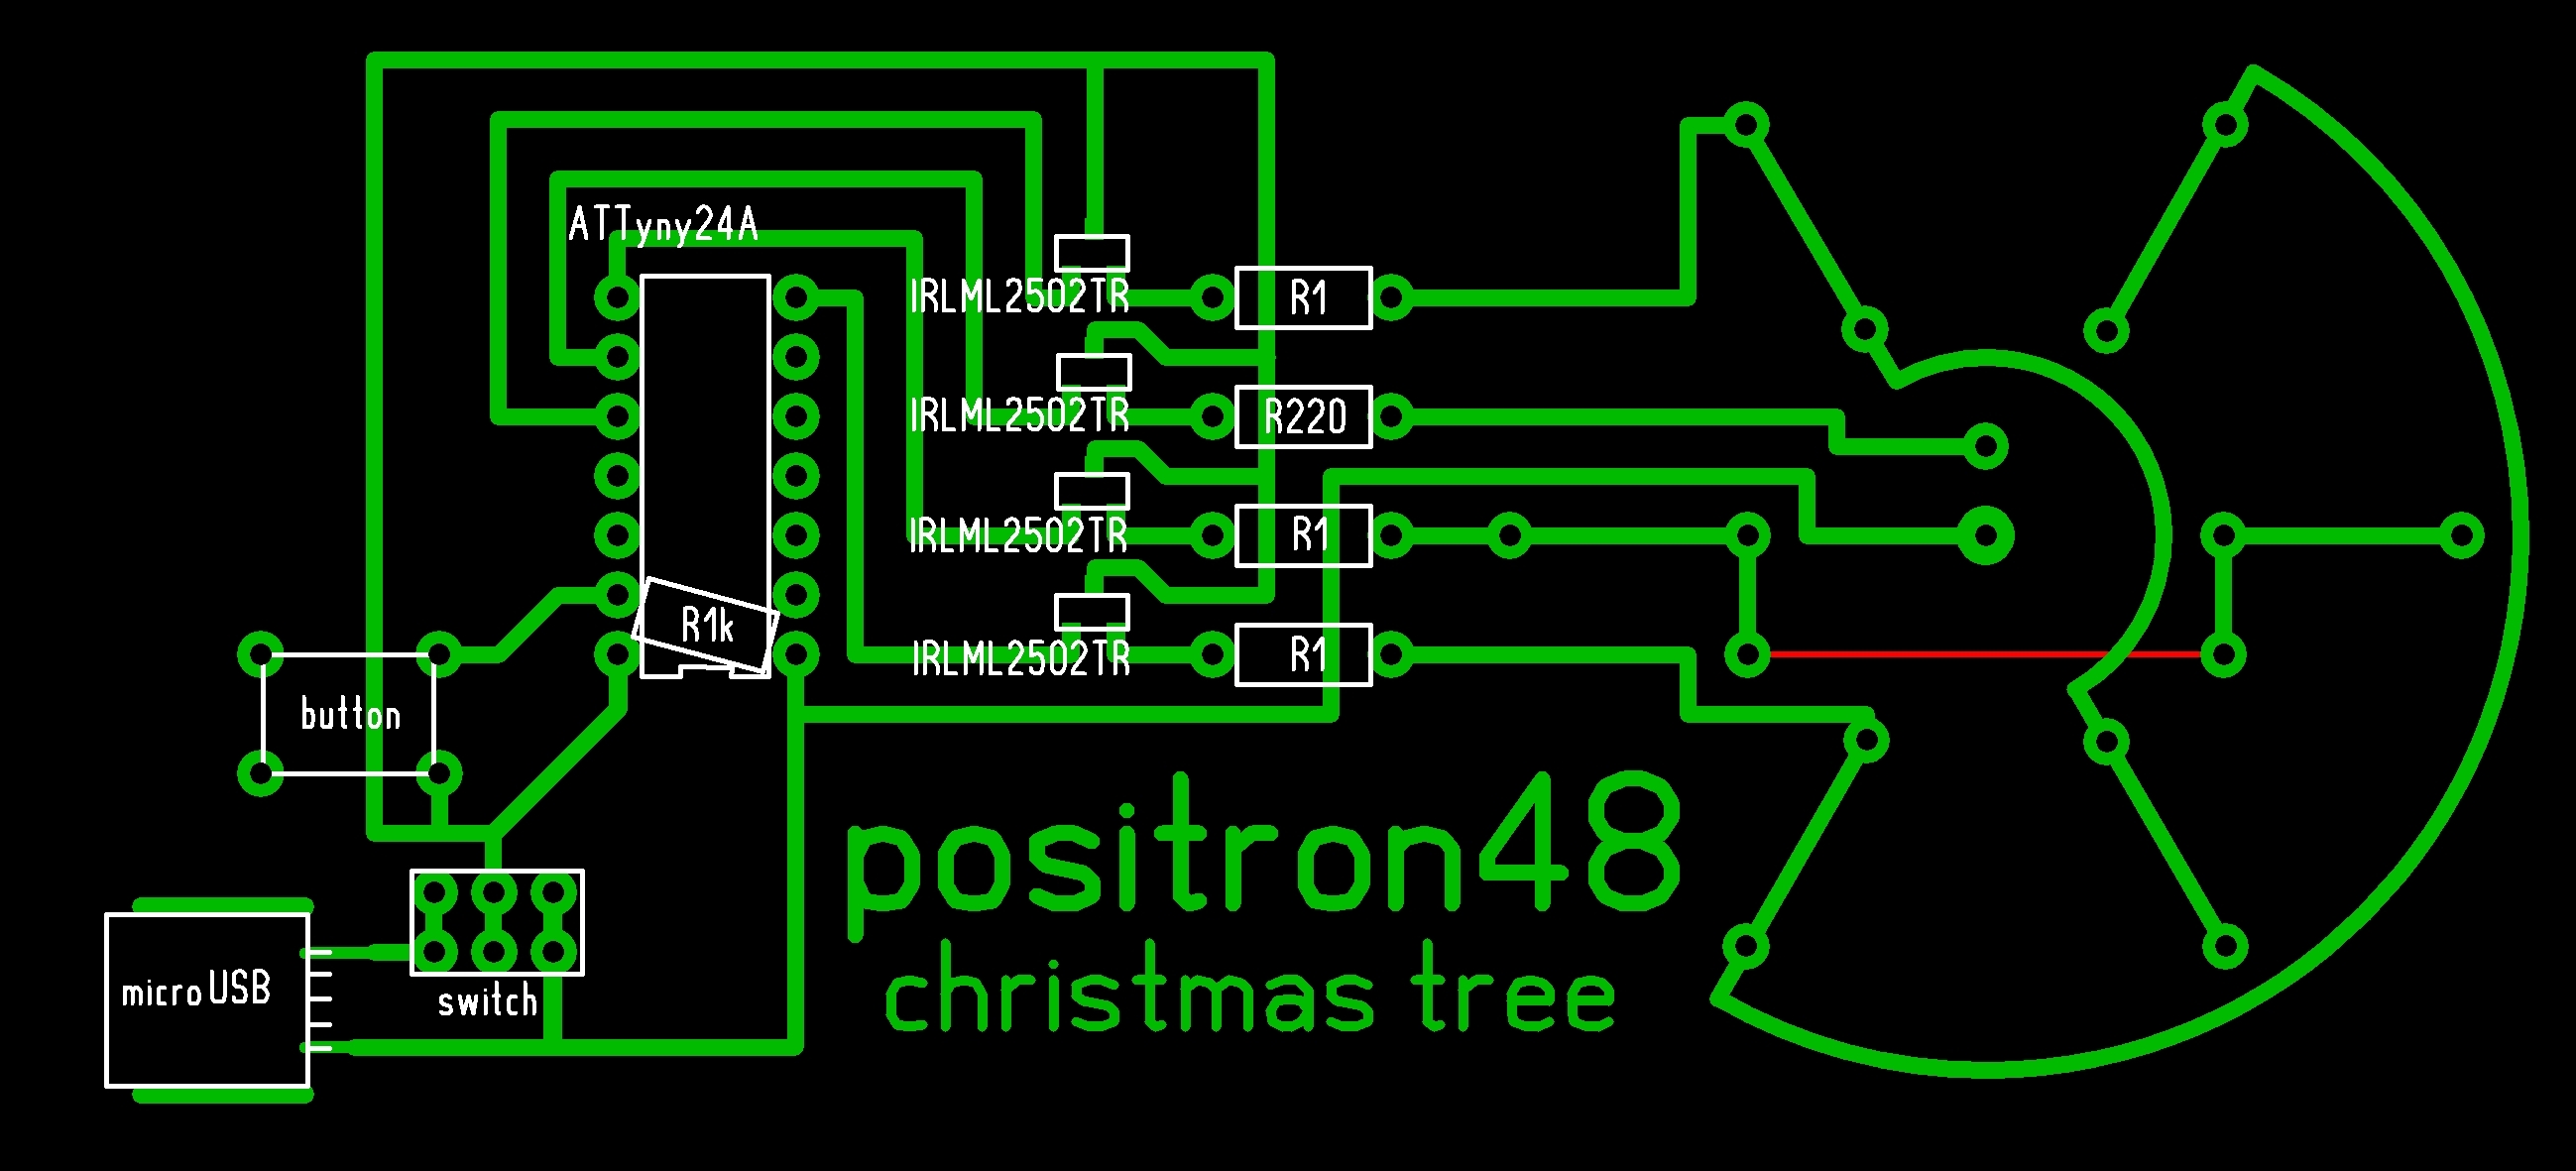 ATTyny24A
IRLML2502TR
R1
IRLML2502TR
R220
IRLML2502TR
R1
R1k
IRLML2502TR
R1
button
positron48
christmas tree
microUSB
switch